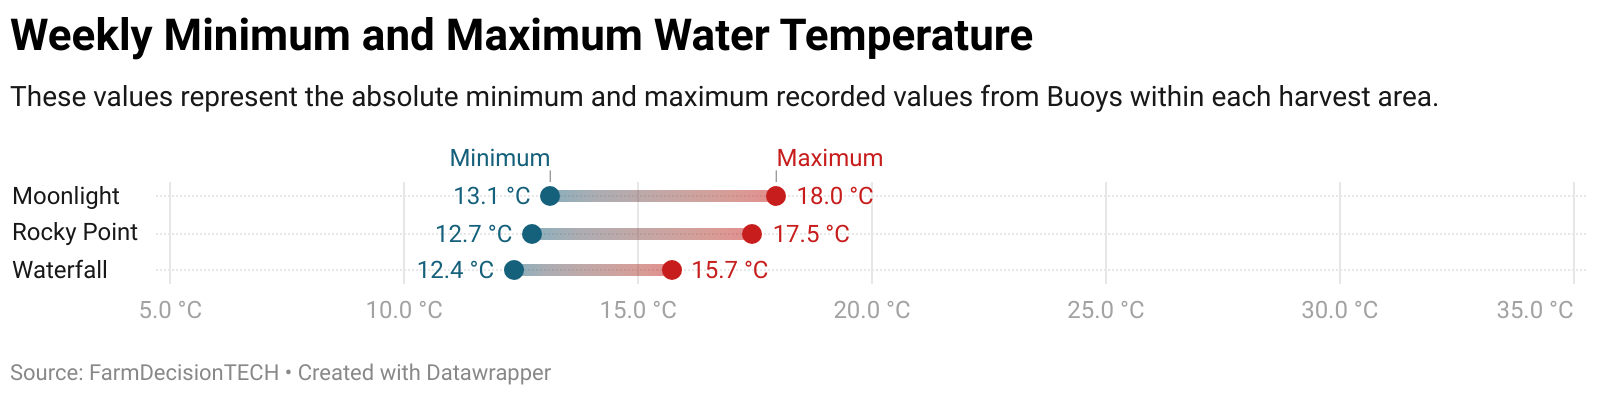 Weekly Minimum and Maximum Water Temperature
These values represent the absolute minimum and maximum recorded values from Buoys within each harvest area.
Minimum Maximum
Moonlight 13.1 °C 18.0 °C
Rocky Point 12.7 °C 17.5 °C
Waterfall 12.4 °C 15.7 °C
5.0 °C 10.0 °C 15.0 °C 20.0 °C 25.0 °C 30.0 °C 35.0 °C
Source: FarmDecisionTECH • Created with Datawrapper